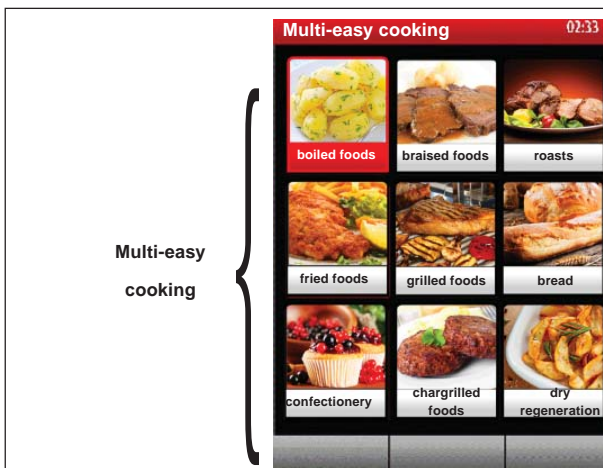 Multi-easy cooking 02:33
boiled foods braised foods roasts
Multi-easy
cooking
fried foods grilled foods bread
confectionery chargrilled foods dry regeneration